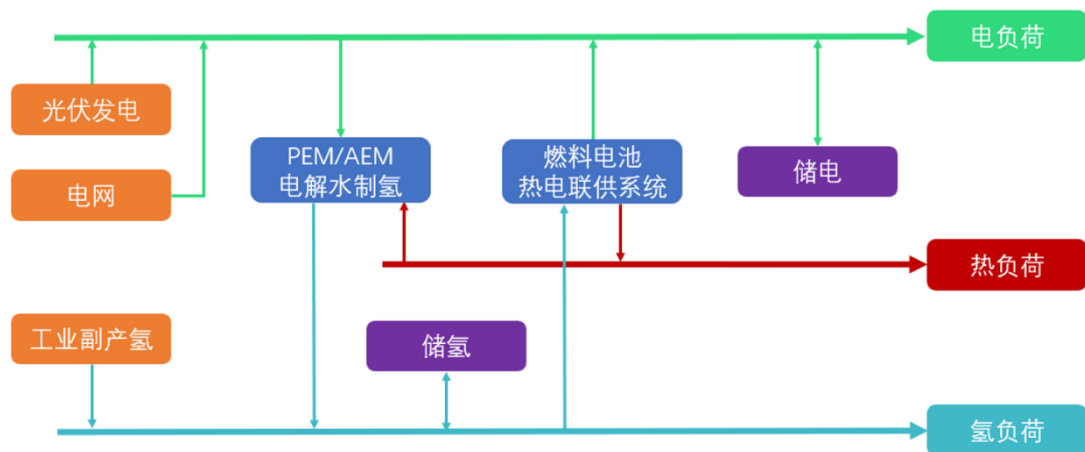 电负荷
光伏发电
PEM/AEM
电解水制氢
燃料电池
热电联供系统
储电
电网
热负荷
工业副产氢
储氢
氢负荷